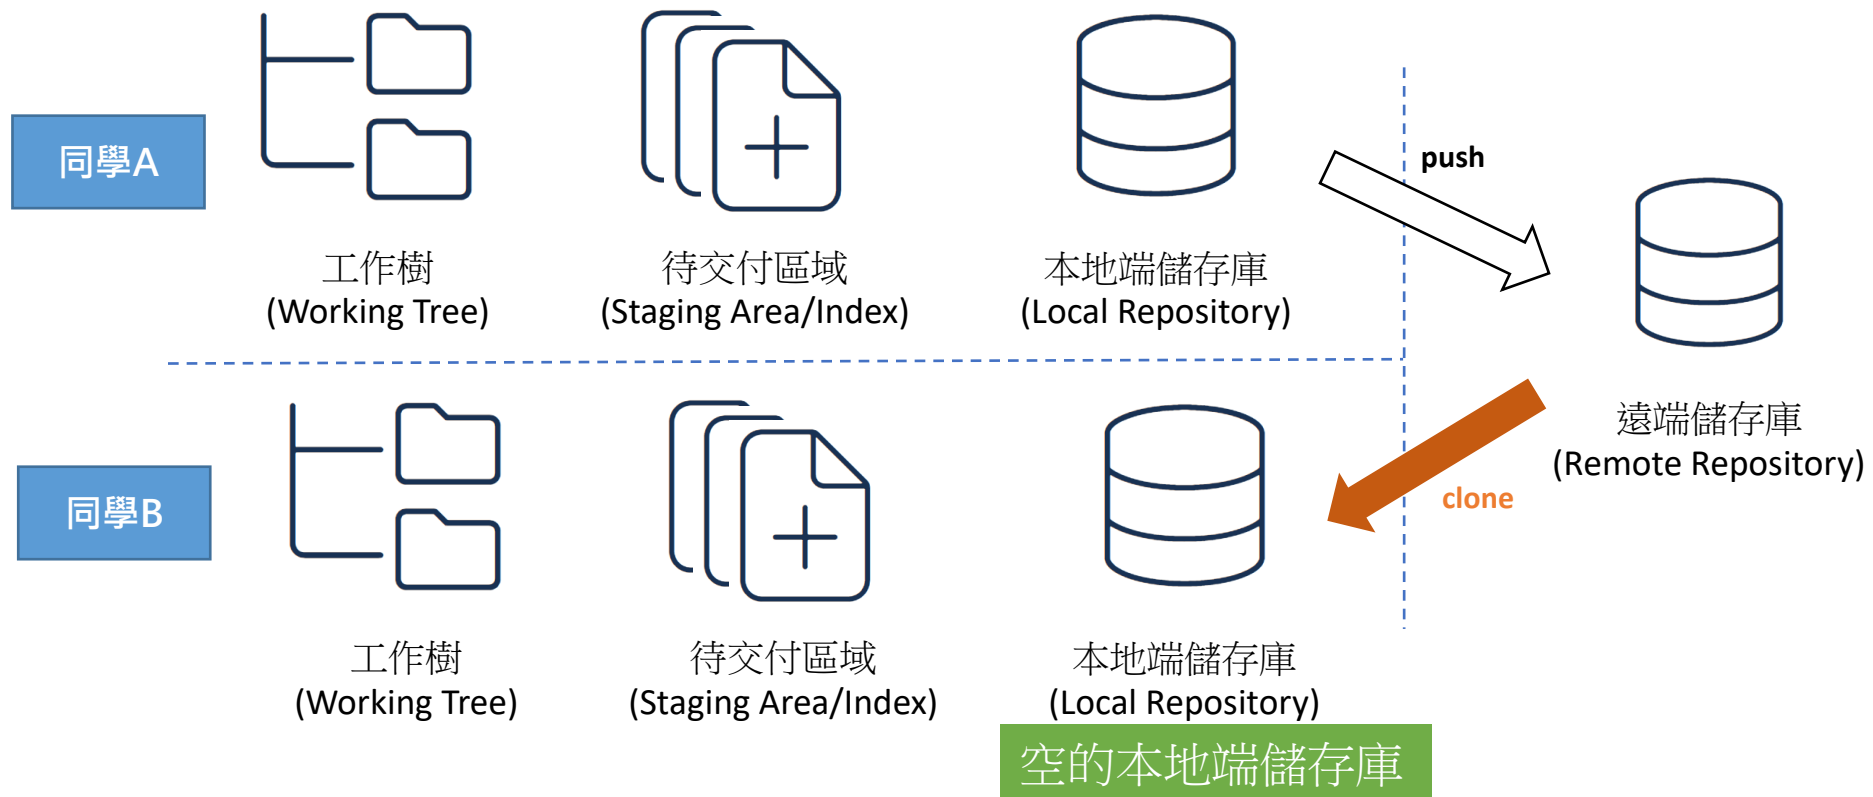 同學A
工作樹
(Working Tree)
待交付區域
(Staging Area/Index)
本地端儲存庫
(Local Repository)
push
遠端儲存庫
(Remote Repository)
clone
同學B
工作樹
(Working Tree)
待交付區域
(Staging Area/Index)
本地端儲存庫
(Local Repository)
空的本地端儲存庫